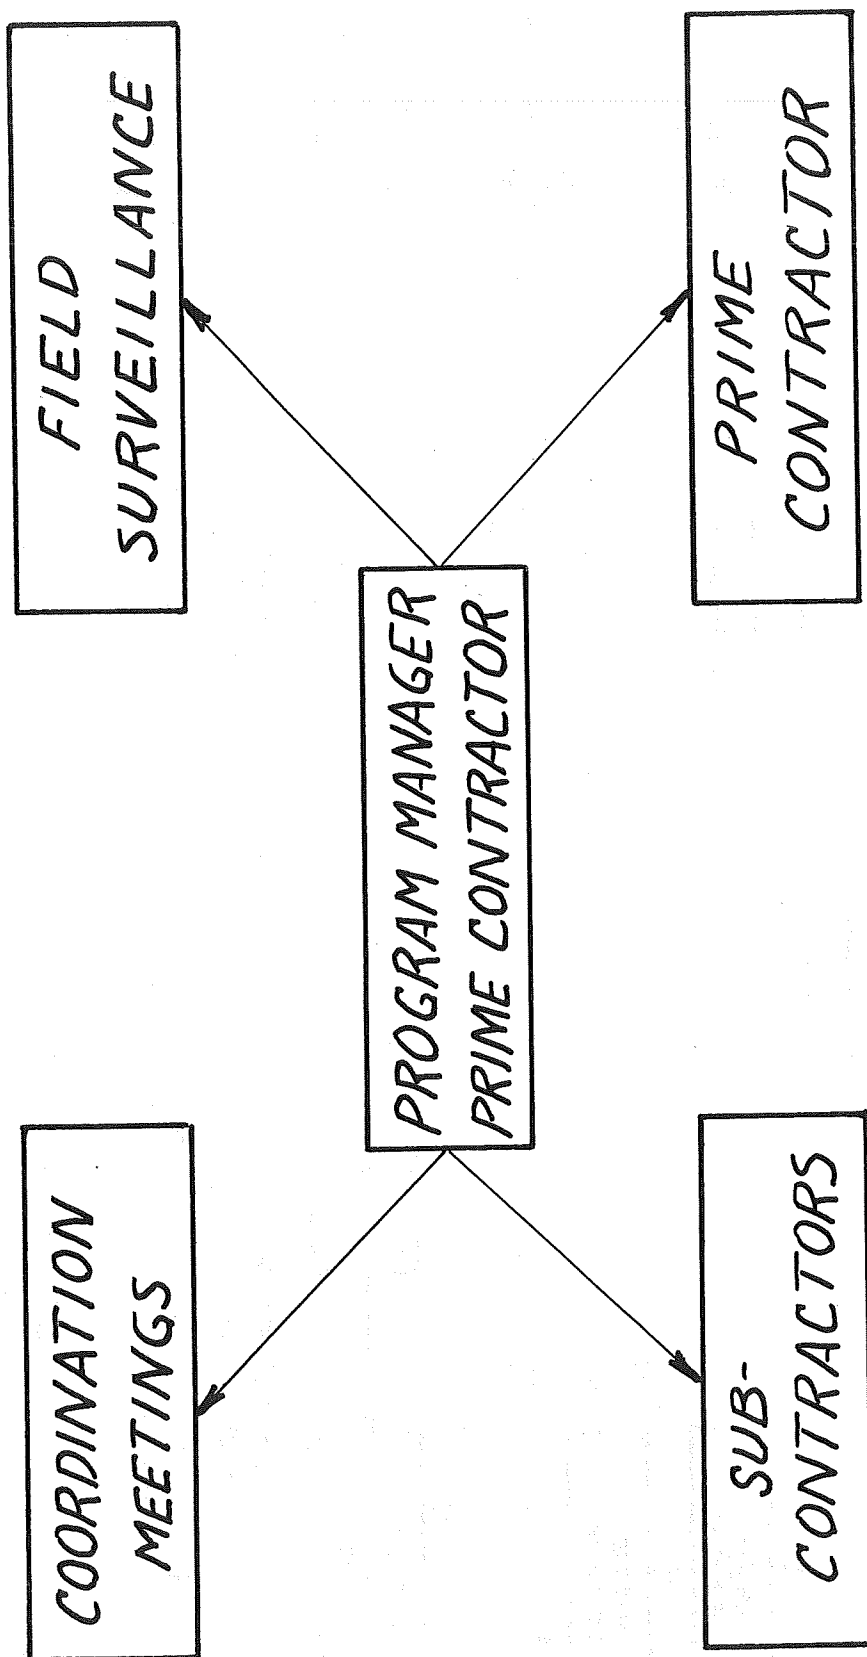 COORDINATION
MEETINGS
FIELD
SURVEILLANCE
PROGRAM MANAGER
PRIME CONTRACTOR
SUB-
CONTRACTORS
PRIME
CONTRACTOR